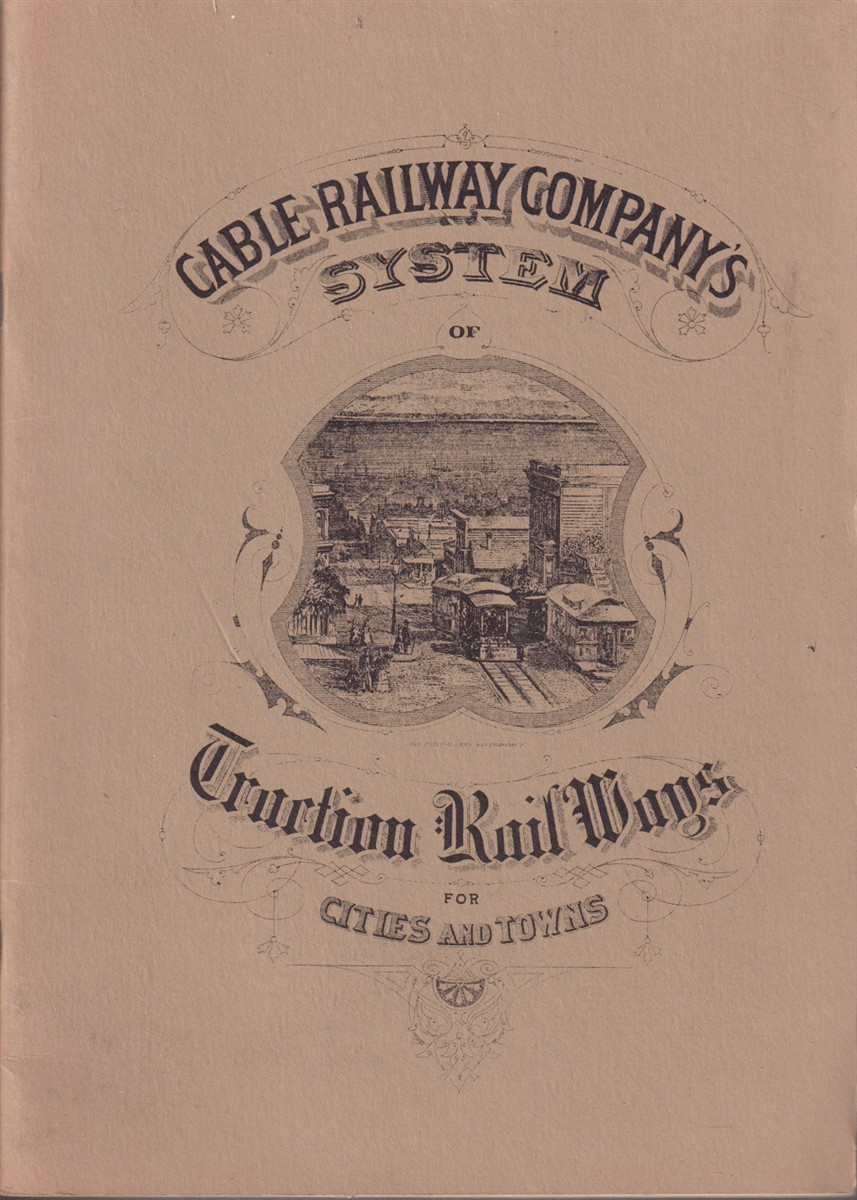 CABLE RAILWAY COMPANY'S
SYSTEM
OF
Traction Rail Ways
FOR
CITIES AND TOWNS